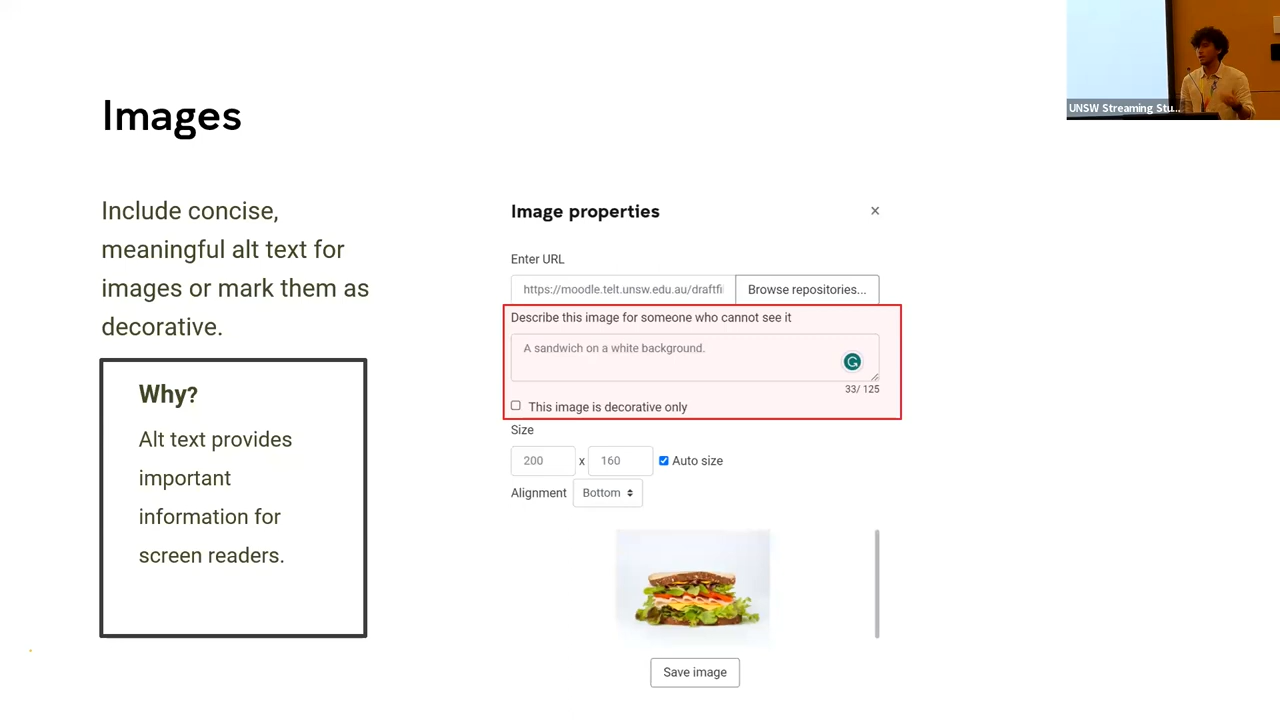 Images
Include concise,
meaningful alt text for
images or mark them as
decorative.
Why?
Alt text provides
important
information for
screen readers.
Image properties
×
Enter URL
https://moodle.telt.unsw.edu.au/draftfi
Browse repositories...
Describe this image for someone who cannot see it
A sandwich on a white background.
33/ 125
This image is decorative only
Size
200 x 160 Auto size
Alignment Bottom
Save image
UNSW Streaming Stu...